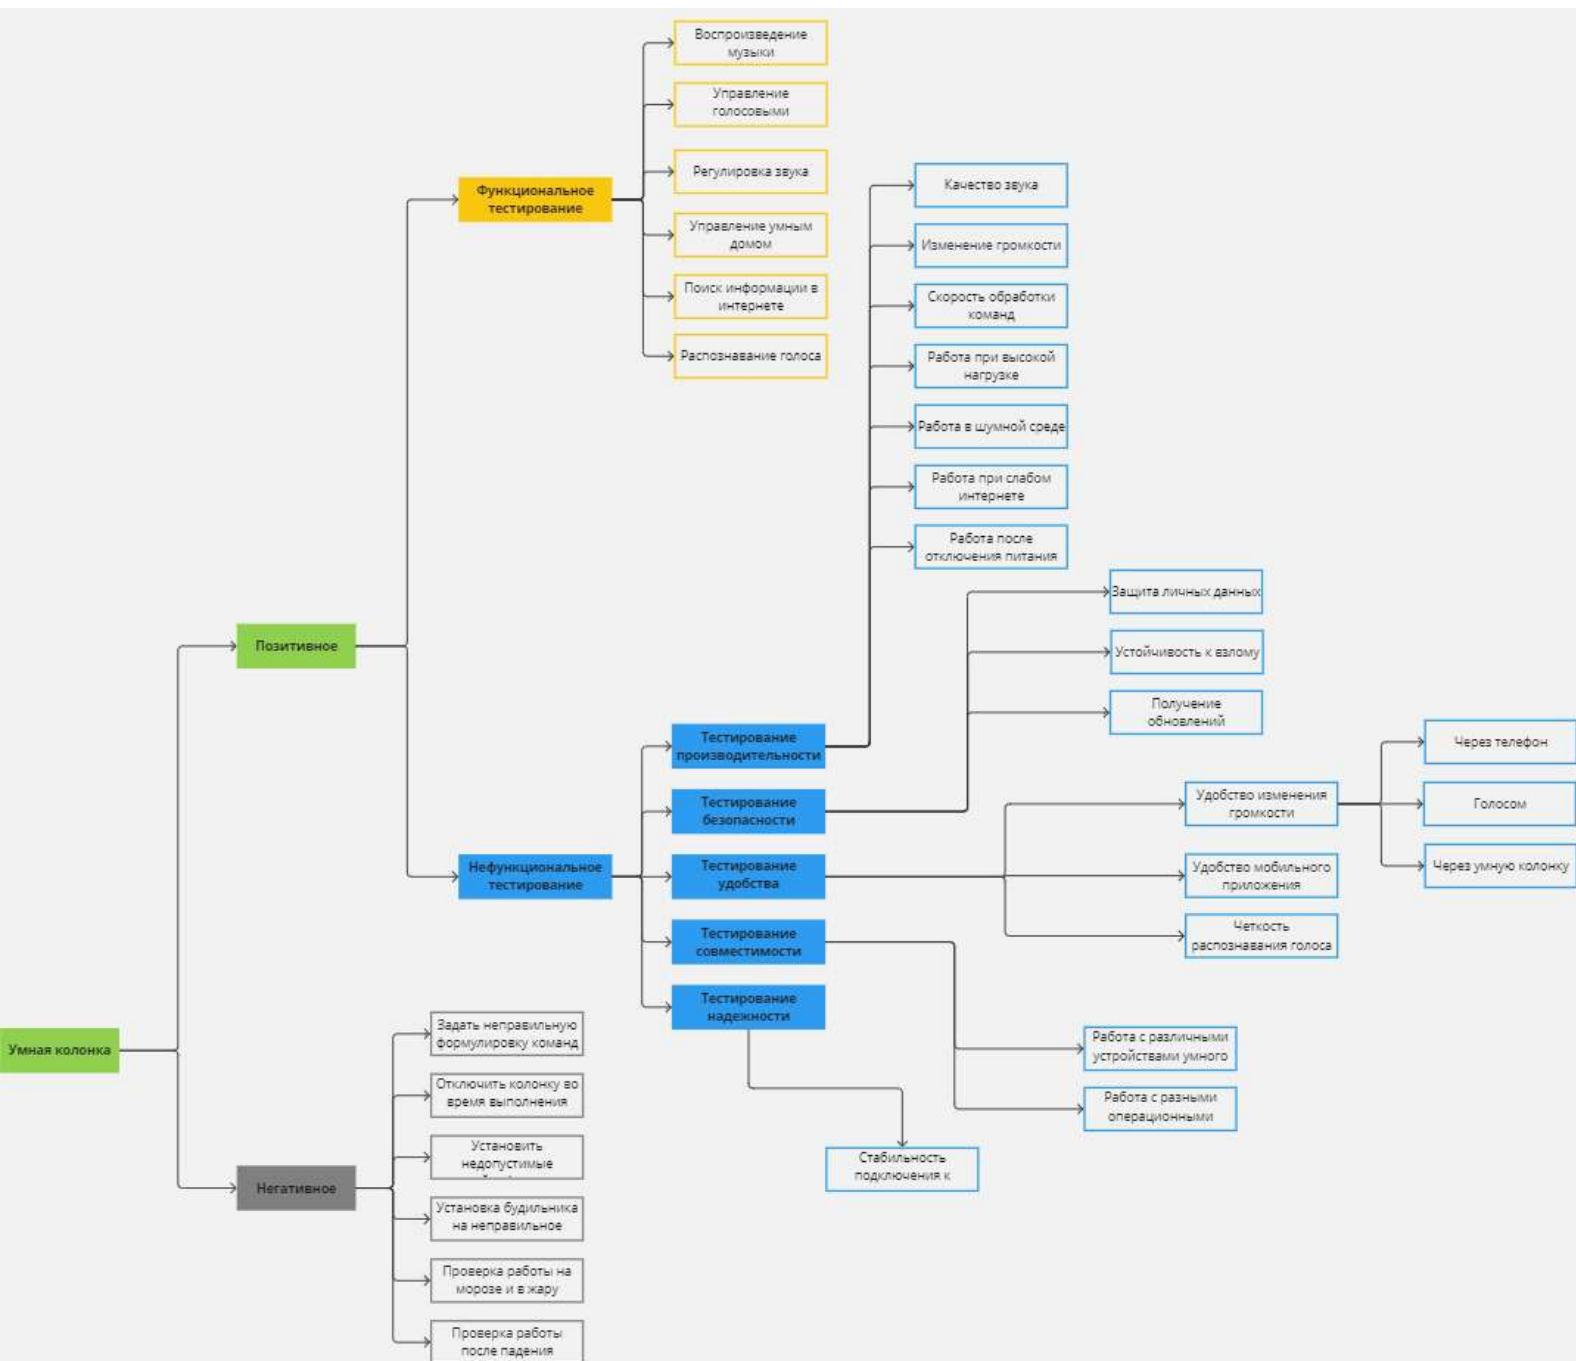 Воспроизведение
музыки
Управление
голосовыми
Регулировка звука
Управление умным
домом
Поиск информации в
интернете
Распознавание голоса
Функциональное
тестирование
Качество звука
Изменение громкости
Скорость обработки
команд
Работа при высокой
нагрузке
Работа в шумной среде
Работа при слабом
интернете
Работа после
отключения питания
Защита личных данных
Устойчивость к взлому
Получение
обновлений
Позитивное
Нефункциональное
тестирование
Тестирование
производительности
Тестирование
безопасности
Тестирование
удобства
Тестирование
совместимости
Тестирование
надежности
Удобство изменения
громкости
Удобство мобильного
приложения
Четкость
распознавания голоса
Через телефон
Голосом
Через умную колонку
Работа с различными
устройствами умного
Работа с разными
операционными
Стабильность
подключения к
Умная колонка
Негативное
Задать неправильную
формулировку команд
Отключить колонку во
время выполнения
Установить
недопустимые
Установка будильника
на неправильное
Проверка работы на
морозе и в жару
Проверка работы
после падения